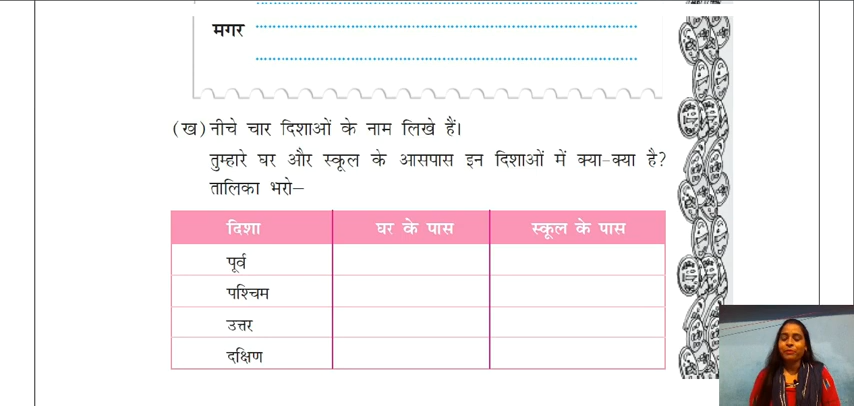 मगर
(ख) नीचे चार दिशाओं के नाम लिखे हैं।
तुम्हारे घर और स्कूल के आसपास इन दिशाओं में क्या-क्या है?
तालिका भरो–
दिशा घर के पास स्कूल के पास
पूर्व
पश्चिम
उत्तर
दक्षिण